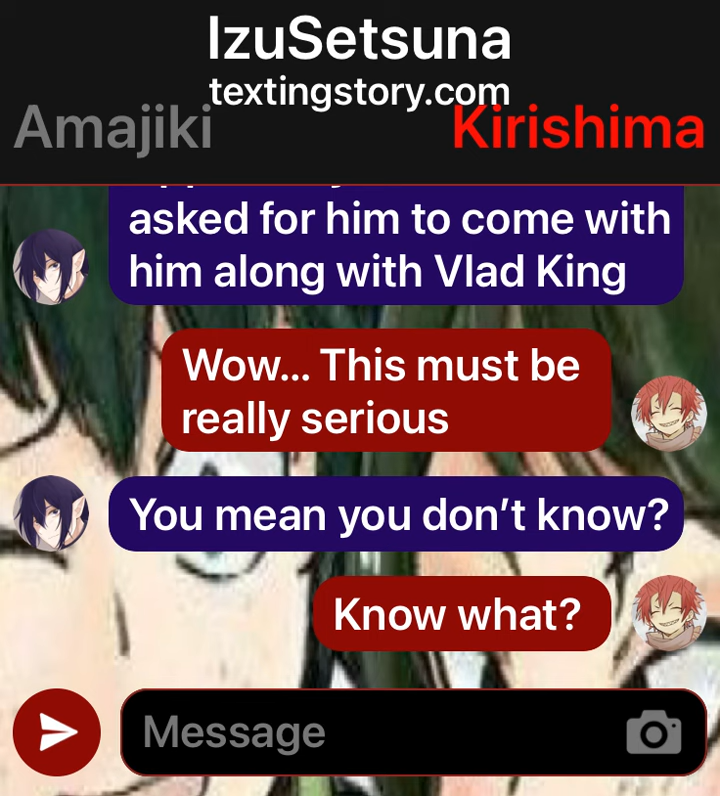 IzuSetsuna
textingstory.com
Amajiki
Kirishima
asked for him to come with
him along with Vlad King
Wow... This must be
really serious
You mean you don’t know?
Know what?
Message